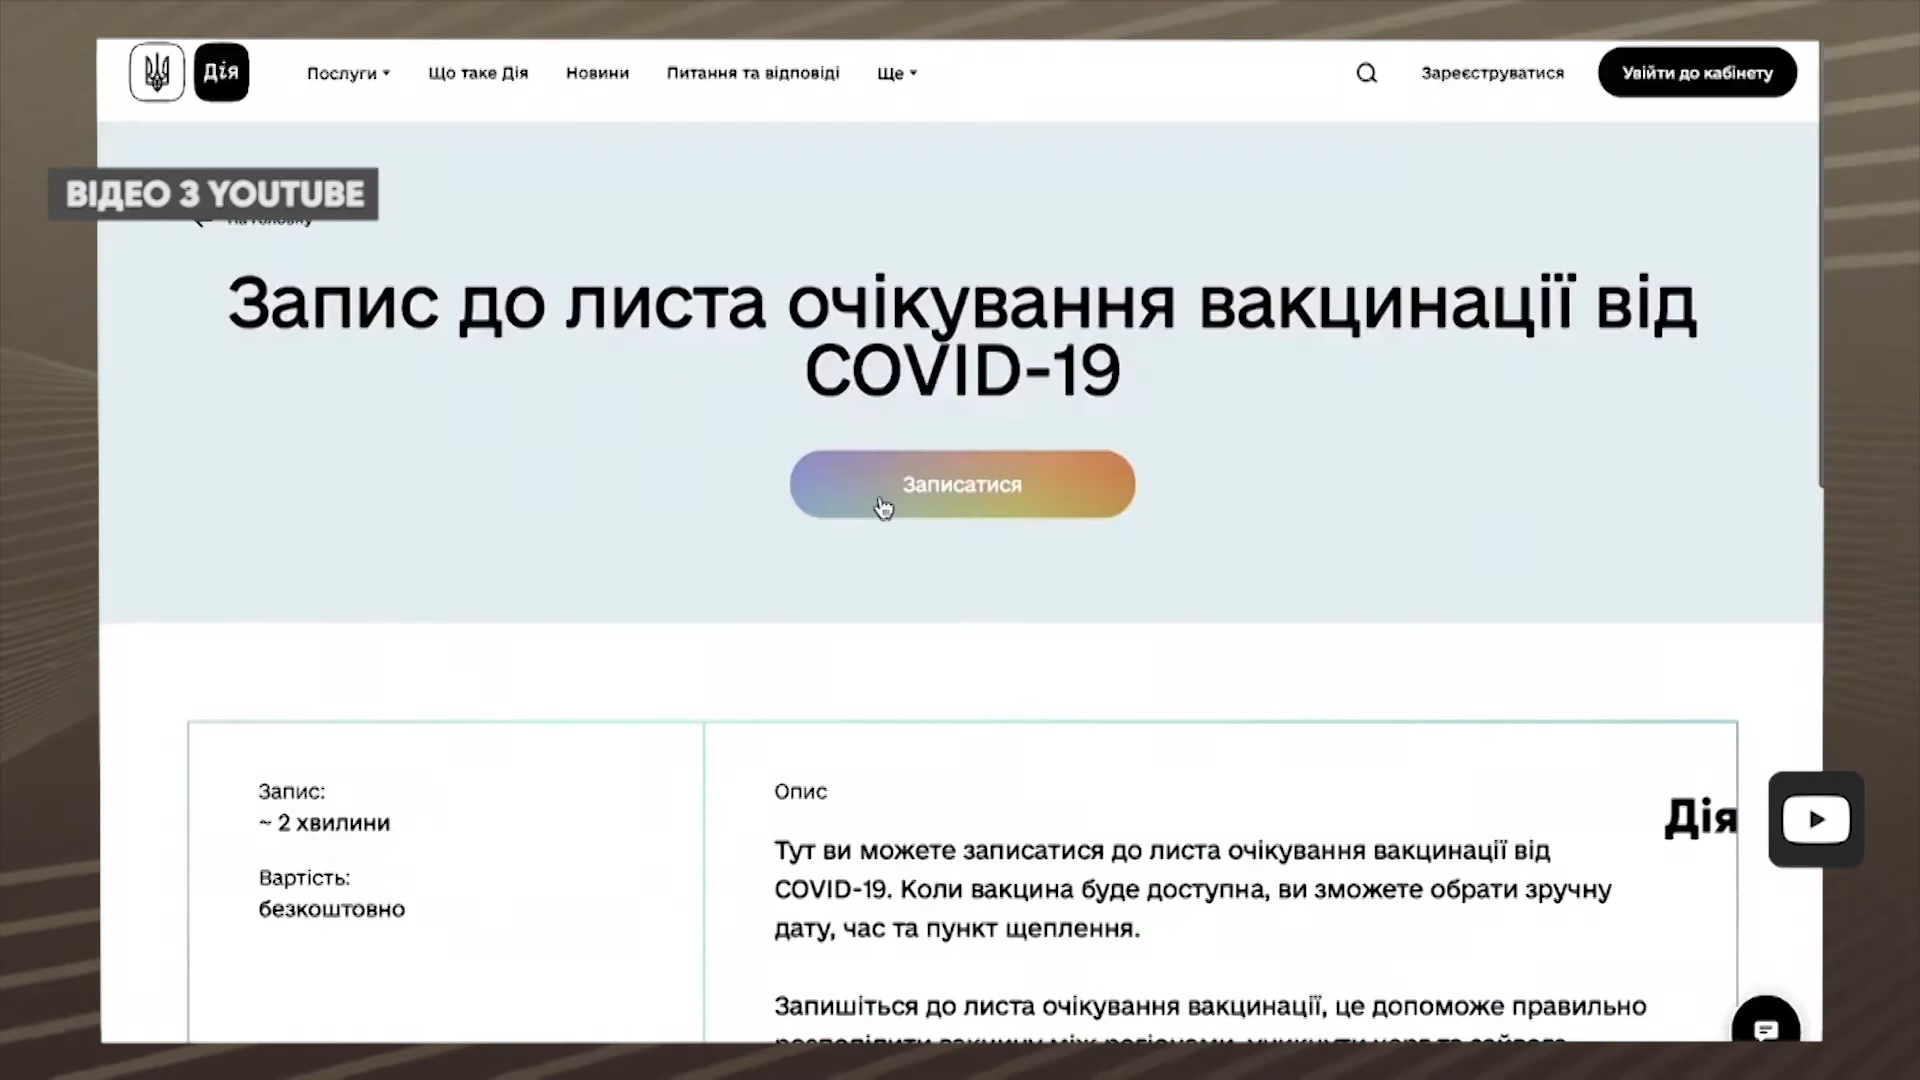 Дія
Послуги
Що таке Дія
Новини
Питання та відповіді
Ще
Зареєструватися
Увійти до кабінету
ВІДЕО З YOUTUBE
На головну
Запис до листа очікування вакцинації від
COVID-19
Записатися
Запис:
~ 2 хвилини
Вартість:
безкоштовно
Опис
Тут ви можете записатися до листа очікування вакцинації від
COVID-19. Коли вакцина буде доступна, ви зможете обрати зручну
дату, час та пункт щеплення.
Запишіться до листа очікування вакцинації, це допоможе правильно
Дія